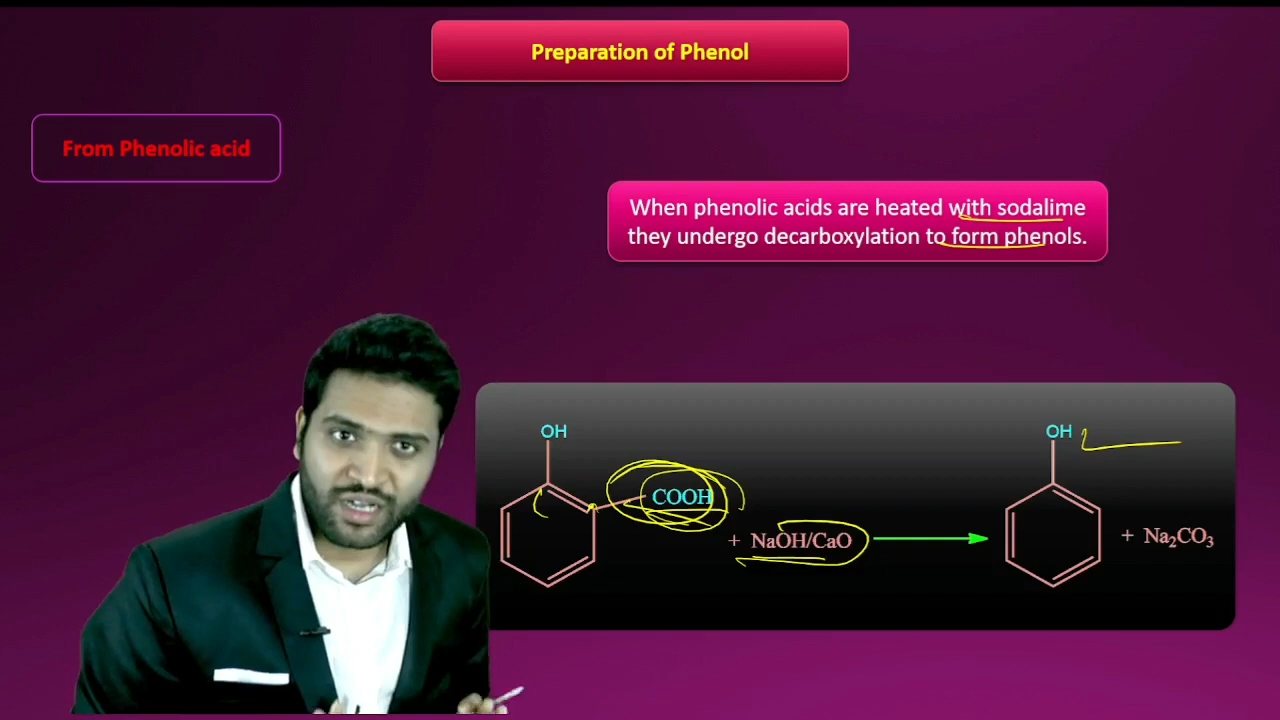 Preparation of Phenol
From Phenolic acid
When phenolic acids are heated with sodalime
they undergo decarboxylation to form phenols.
OH
COOH
+ NaOH/CaO
OH
+ Na₂CO₃